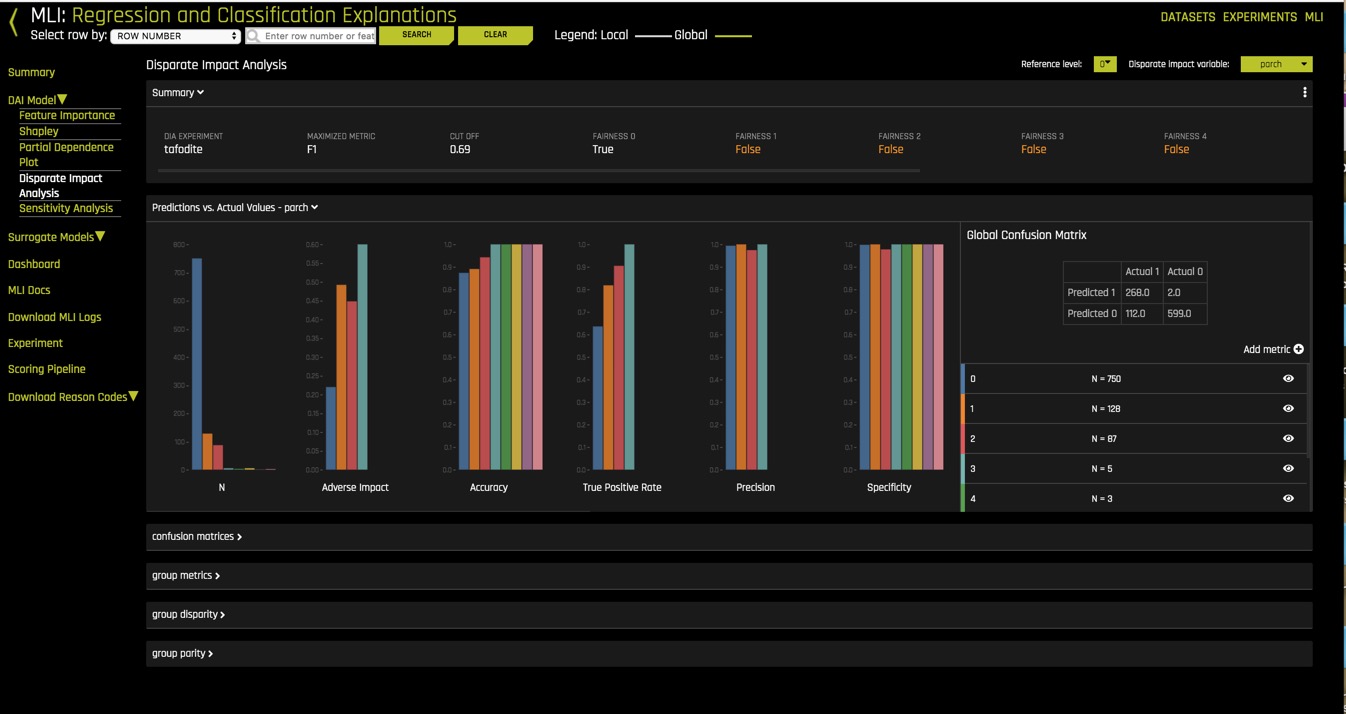 MLI: Regression and Classification Explanations
DATASETS EXPERIMENTS MLI
Select row by: ROW NUMBER Enter row number or feat SEARCH CLEAR Legend: Local Global
Disparate Impact Analysis
Reference level: 0 Disparate impact variable: parch
Summary
DAI Model
Feature Importance
Shapley
Partial Dependence
Plot
Disparate Impact
Analysis
Sensitivity Analysis
Surrogate Models
Dashboard
MLI Docs
Download MLI Logs
Experiment
Scoring Pipeline
Download Reason Codes
Summary
DIA EXPERIMENT MAXIMIZED METRIC CUT OFF FAIRNESS 0 FAIRNESS 1 FAIRNESS 2 FAIRNESS 3 FAIRNESS 4
tafodite F1 0.69 True False False False False
Predictions vs. Actual Values - parch
800
700
600
500
400
300
200
100
0
N
0.60
0.55
0.50
0.45
0.40
0.35
0.30
0.25
0.20
0.15
0.10
0.05
0.00
Adverse Impact
1.0
0.9
0.8
0.7
0.6
0.5
0.4
0.3
0.2
0.1
0.0
Accuracy
1.0
0.9
0.8
0.7
0.6
0.5
0.4
0.3
0.2
0.1
0.0
True Positive Rate
1.0
0.9
0.8
0.7
0.6
0.5
0.4
0.3
0.2
0.1
0.0
Precision
1.0
0.9
0.8
0.7
0.6
0.5
0.4
0.3
0.2
0.1
0.0
Specificity
Global Confusion Matrix
Actual 1 Actual 0
Predicted 1 268.0 2.0
Predicted 0 112.0 599.0
Add metric
0 N = 750
1 N = 128
2 N = 87
3 N = 5
4 N = 3
confusion matrices
group metrics
group disparity
group parity